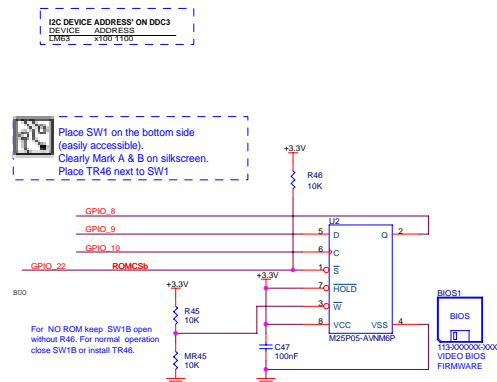 I2C DEVICE ADDRESS' ON DDC3
DEVICE ADDRESS
LM63 x100 1100
Place SW1 on the bottom side
(easily accessible).
Clearly Mark A & B on silkscreen.
Place TR46 next to SW1
+3.3V
R46
10K
GPIO_8
GPIO_9
GPIO_10
GPIO_22 ROMCSb
U2
5 D Q 2
6 C
1 S
7 HOLD
3 W
8 VCC VSS 4
M25P05-AVNM6P
+3.3V
R45
10K
MR45
10K
+3.3V
C47
100nF
For NO ROM keep SW1B open
without R46. For normal operation
close SW1B or install TR46.
BIOS1
BIOS
113-XXXXXX-XXX
VIDEO BIOS
FIRMWARE